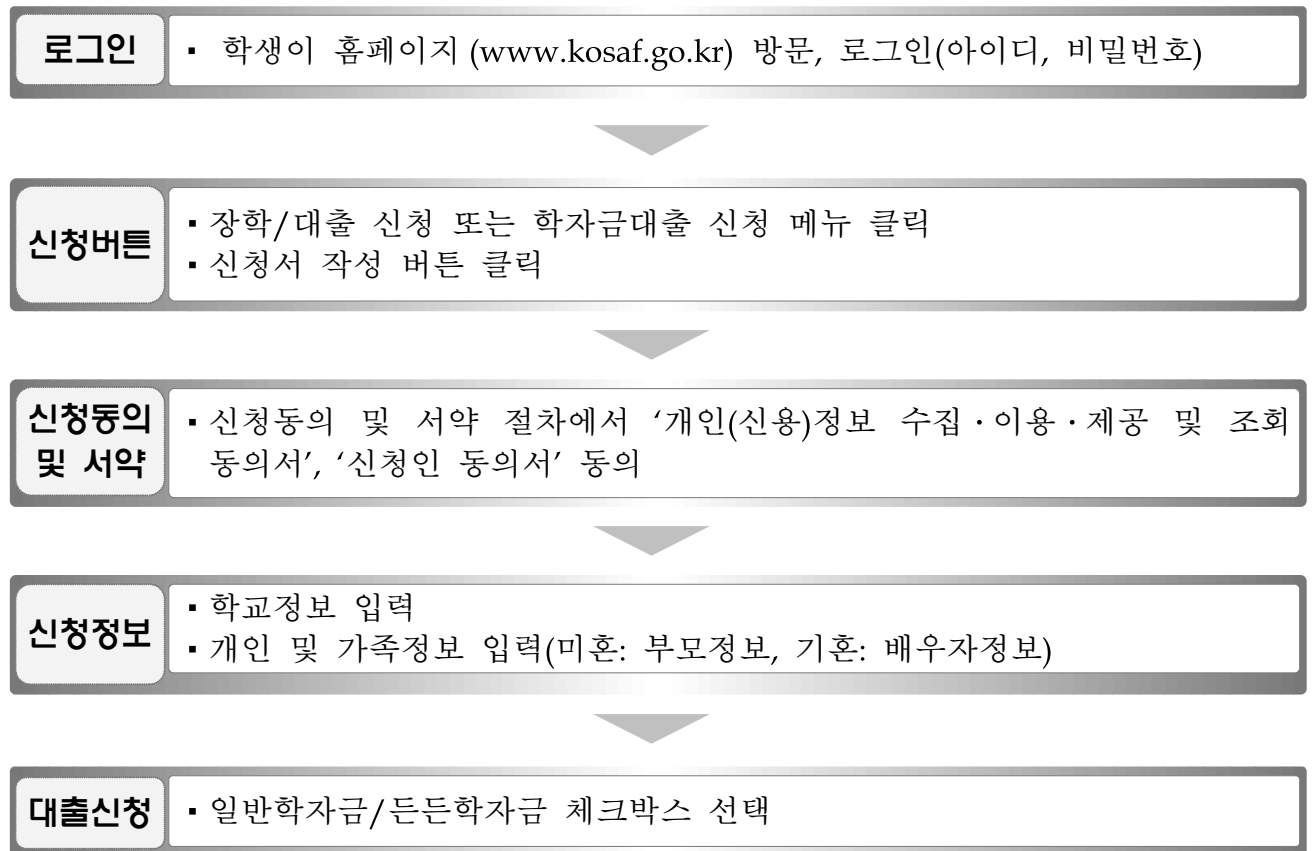 로그인
▪ 학생이 홈페이지 (www.kosaf.go.kr) 방문, 로그인(아이디, 비밀번호)
신청버튼
▪ 장학/대출 신청 또는 학자금대출 신청 메뉴 클릭
▪ 신청서 작성 버튼 클릭
신청동의
및 서약
▪ 신청동의 및 서약 절차에서 ‘개인(신용)정보 수집·이용·제공 및 조회
동의서’, ‘신청인 동의서’ 동의
신청정보
▪ 학교정보 입력
▪ 개인 및 가족정보 입력(미혼: 부모정보, 기혼: 배우자정보)
대출신청
▪ 일반학자금/든든학자금 체크박스 선택